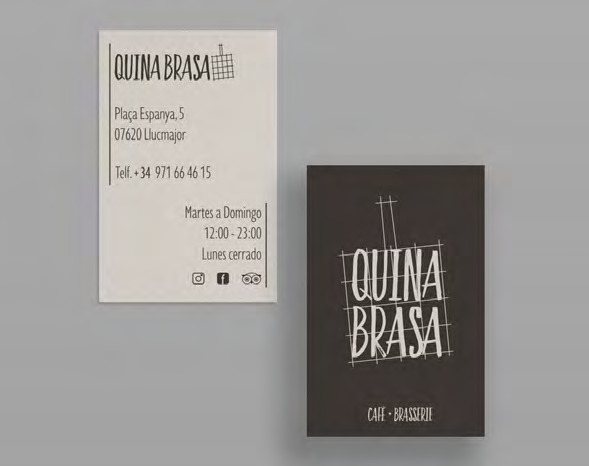 QUINA BRASA
Plaça Espanya, 5
07620 Llucmajor
Telf. +34 971 66 46 15
Martes a Domingo
12:00 - 23:00
Lunes cerrado
QUINA
BRASA
CAFE • BRASSERIE